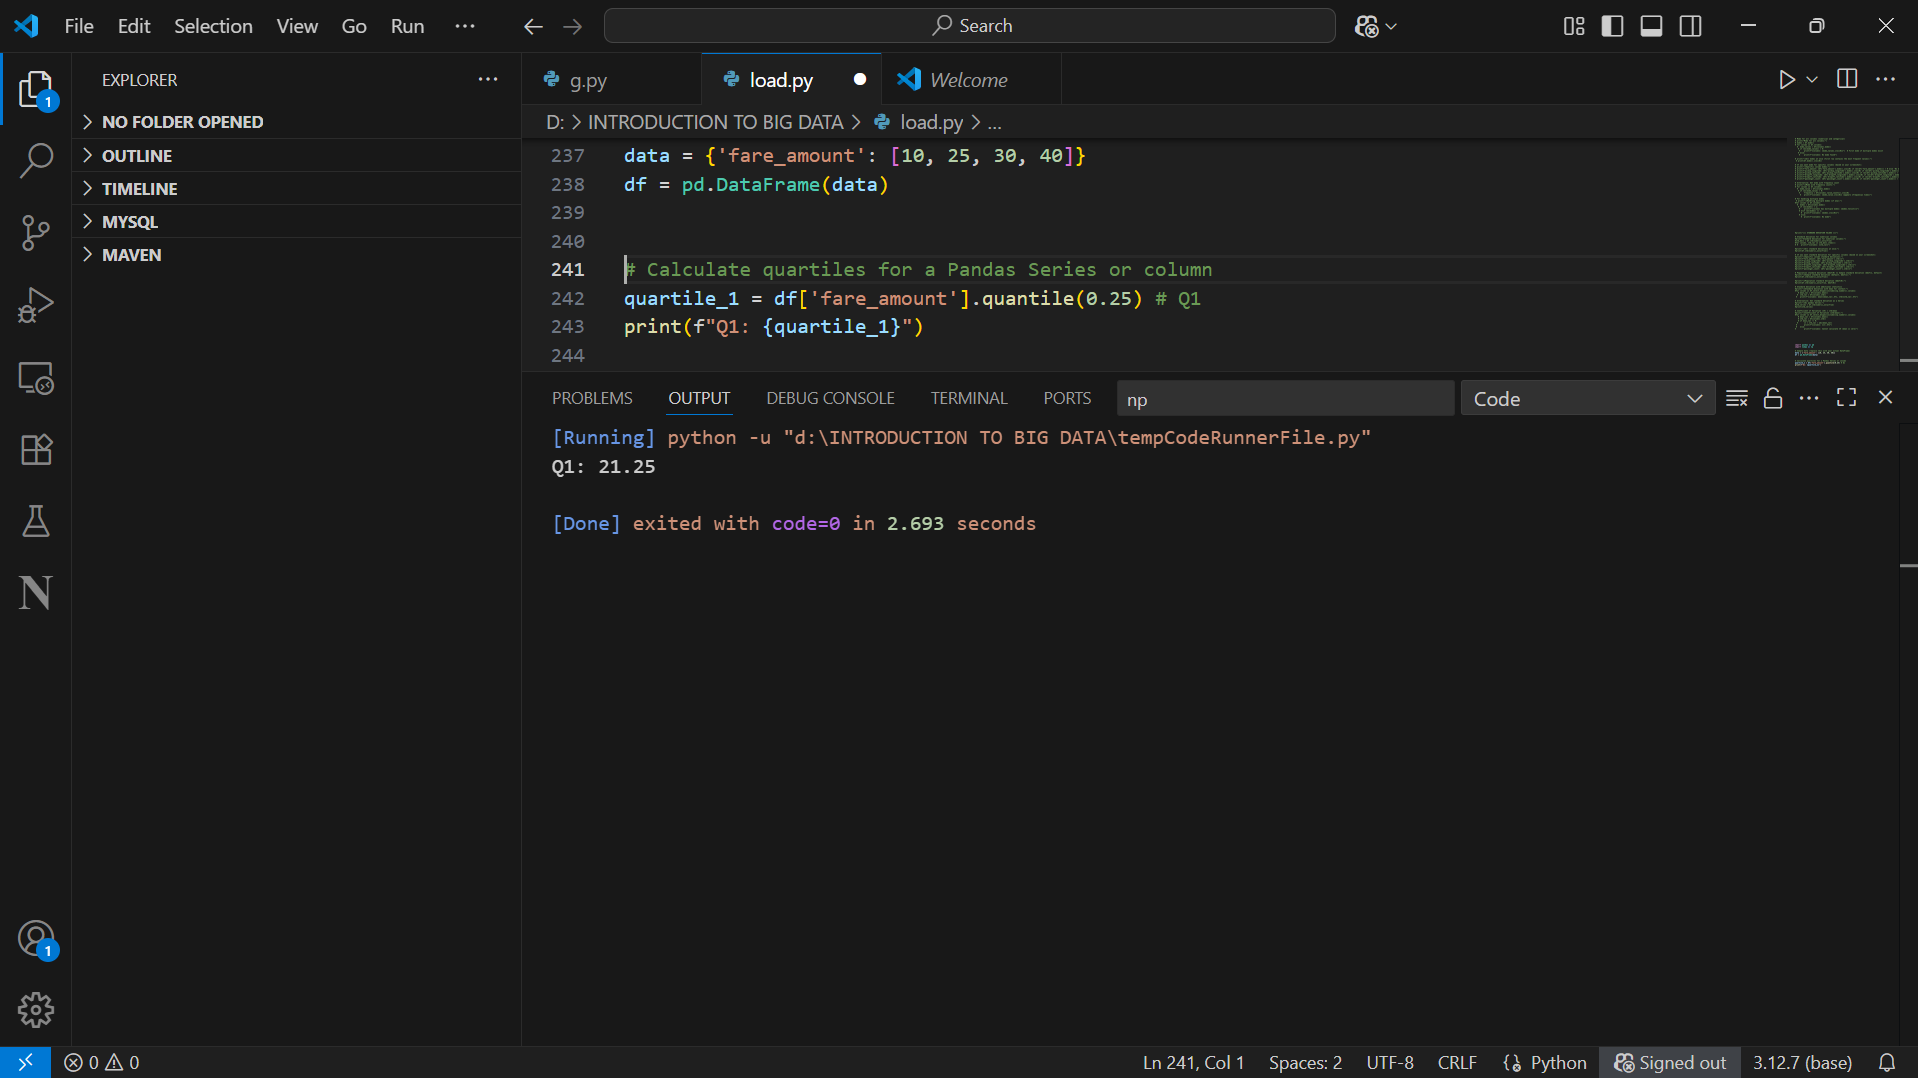 File Edit Selection View Go Run ···
Search
EXPLORER ···
g.py load.py Welcome
1
NO FOLDER OPENED
OUTLINE
TIMELINE
MYSQL
MAVEN
D: > INTRODUCTION TO BIG DATA > load.py > ...
237 data = {'fare_amount': [10, 25, 30, 40]}
238 df = pd.DataFrame(data)
239
240
241 # Calculate quartiles for a Pandas Series or column
242 quartile_1 = df['fare_amount'].quantile(0.25) # Q1
243 print(f"Q1: {quartile_1}")
244
PROBLEMS OUTPUT DEBUG CONSOLE TERMINAL PORTS np Code
[Running] python -u "d:\INTRODUCTION TO BIG DATA\tempCodeRunnerFile.py"
Q1: 21.25
[Done] exited with code=0 in 2.693 seconds
N
1
0 0 Ln 241, Col 1 Spaces: 2 UTF-8 CRLF Python Signed out 3.12.7 (base)